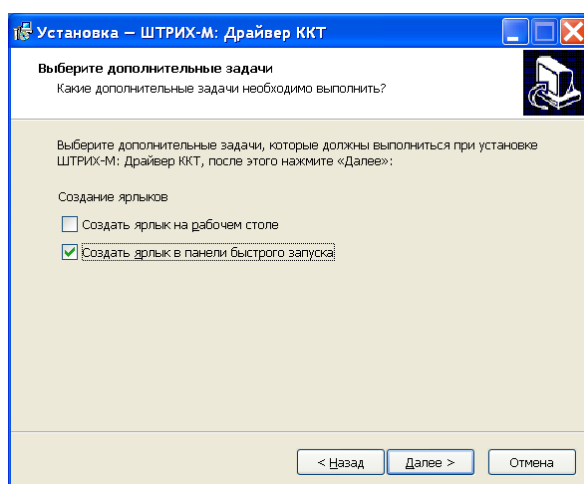 Установка — ШТРИХ-М: Драйвер ККТ
Выберите дополнительные задачи
Какие дополнительные задачи необходимо выполнить?
Выберите дополнительные задачи, которые должны выполниться при установке
ШТРИХ-М: Драйвер ККТ, после этого нажмите «Далее»:
Создание ярлыков
Создать ярлык на рабочем столе
Создать ярлык в панели быстрого запуска
< Назад
Далее >
Отмена